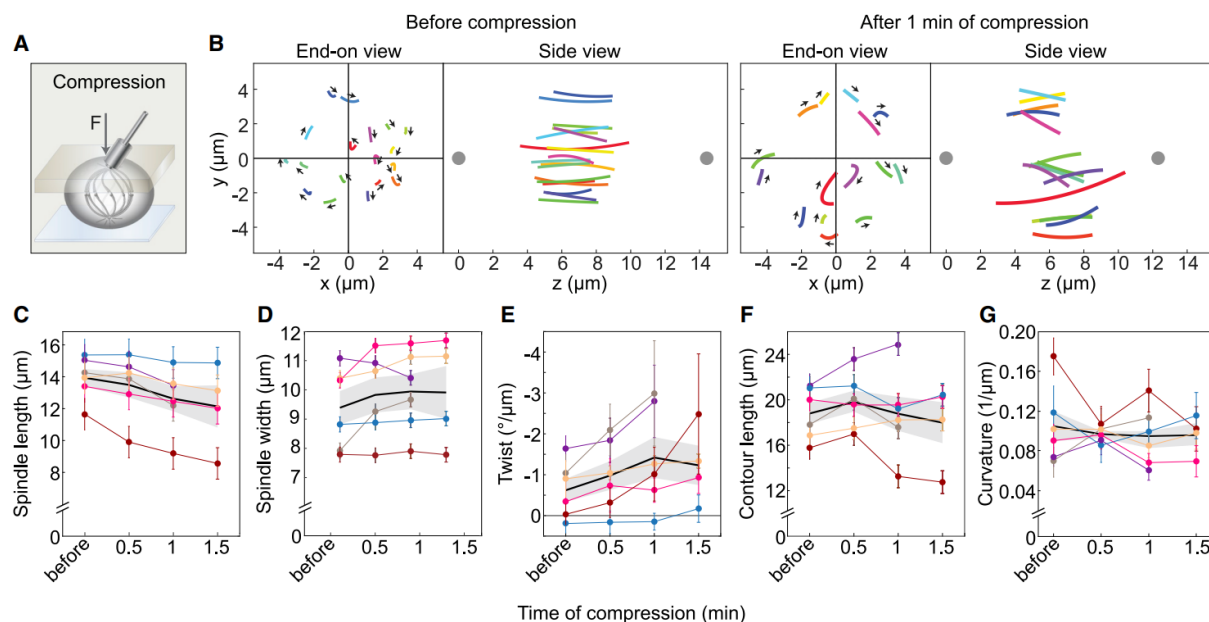 Before compression
After 1 min of compression
A
B
End-on view
Side view
End-on view
Side view
Compression
F
y (µm)
4
2
0
-2
-4
-4 -2 0 2 4
x (µm)
0 2 4 6 8 10 12 14
z (µm)
-4 -2 0 2 4
x (µm)
0 2 4 6 8 10 12 14
z (µm)
C
Spindle length (µm)
16
14
12
10
8
0
before 0.5 1 1.5
D
Spindle width (µm)
12
11
10
9
8
7
0
before 0.5 1 1.5
E
Twist (°/µm)
-4
-3
-2
-1
0
before 0.5 1 1.5
F
Contour length (µm)
24
20
16
12
0
before 0.5 1 1.5
G
Curvature (1/µm)
0.20
0.16
0.12
0.08
0.04
0
before 0.5 1 1.5
Time of compression (min)